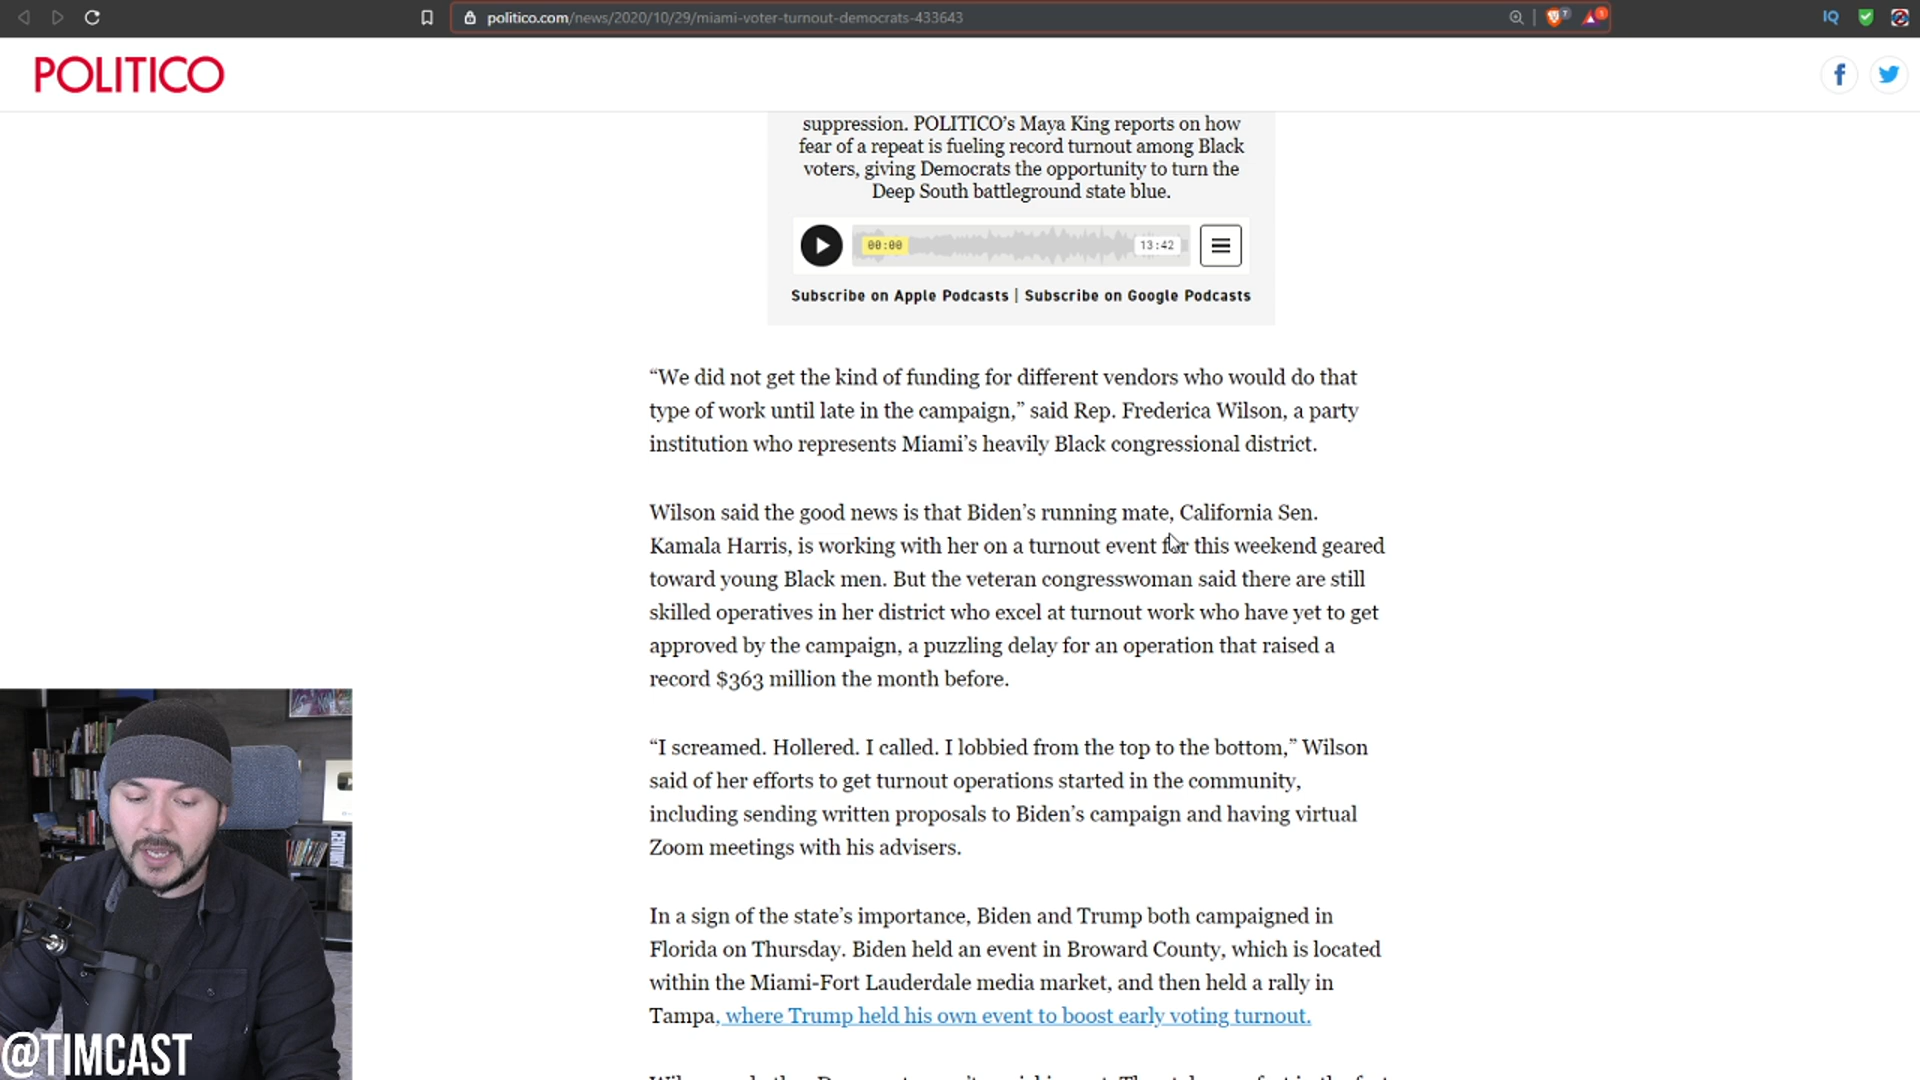 politico.com/news/2020/10/29/miami-voter-turnout-democrats-433643
IQ
POLITICO
suppression. POLITICO's Maya King reports on how
fear of a repeat is fueling record turnout among Black
voters, giving Democrats the opportunity to turn the
Deep South battleground state blue.
00:00
13:42
Subscribe on Apple Podcasts | Subscribe on Google Podcasts
“We did not get the kind of funding for different vendors who would do that
type of work until late in the campaign,” said Rep. Frederica Wilson, a party
institution who represents Miami’s heavily Black congressional district.
Wilson said the good news is that Biden’s running mate, California Sen.
Kamala Harris, is working with her on a turnout event for this weekend geared
toward young Black men. But the veteran congresswoman said there are still
skilled operatives in her district who excel at turnout work who have yet to get
approved by the campaign, a puzzling delay for an operation that raised a
record $363 million the month before.
“I screamed. Hollered. I called. I lobbied from the top to the bottom,” Wilson
said of her efforts to get turnout operations started in the community,
including sending written proposals to Biden’s campaign and having virtual
Zoom meetings with his advisers.
In a sign of the state’s importance, Biden and Trump both campaigned in
Florida on Thursday. Biden held an event in Broward County, which is located
within the Miami-Fort Lauderdale media market, and then held a rally in
Tampa, where Trump held his own event to boost early voting turnout.
@TIMCAST